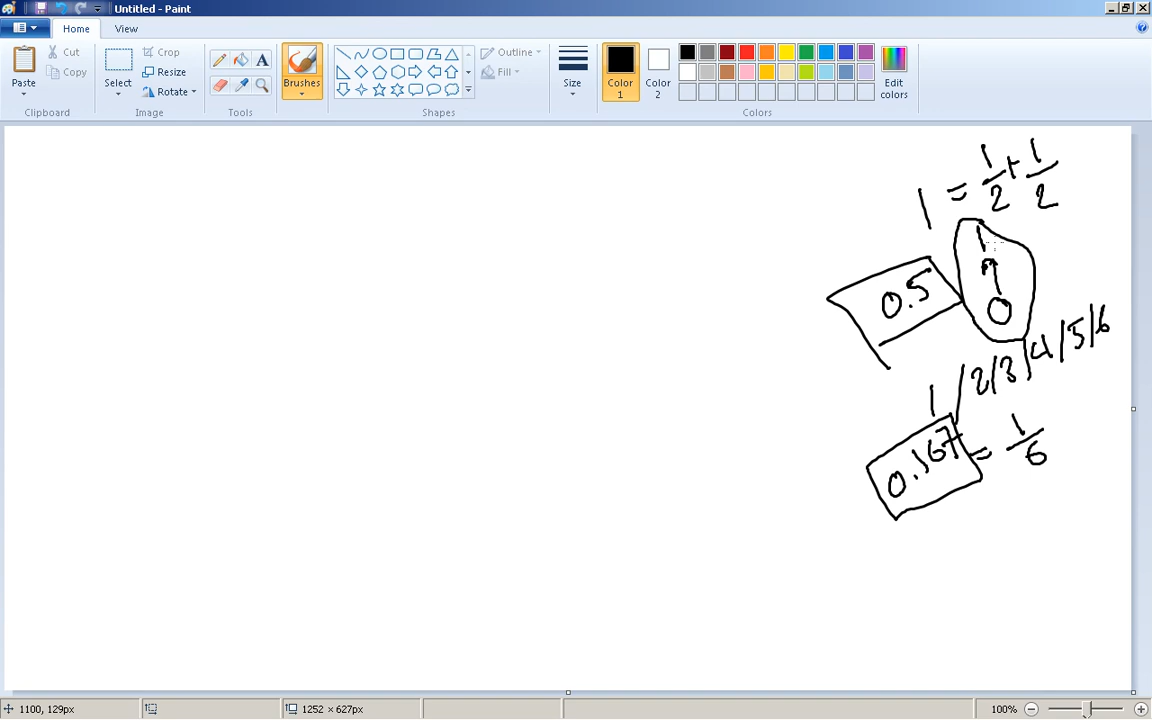 Untitled - Paint
Home View
Paste
Cut
Copy
Clipboard
Select
Crop
Resize
Rotate
Image
A
Tools
Brushes
Shapes
Outline
Fill
Size
Color 1
Color 2
Colors
Edit colors
1 = 1/2 + 1/2
1
0.5
0
1/2/3/4/5/6
0.167 = 1/6
1100, 129px
1252 × 627px
100%